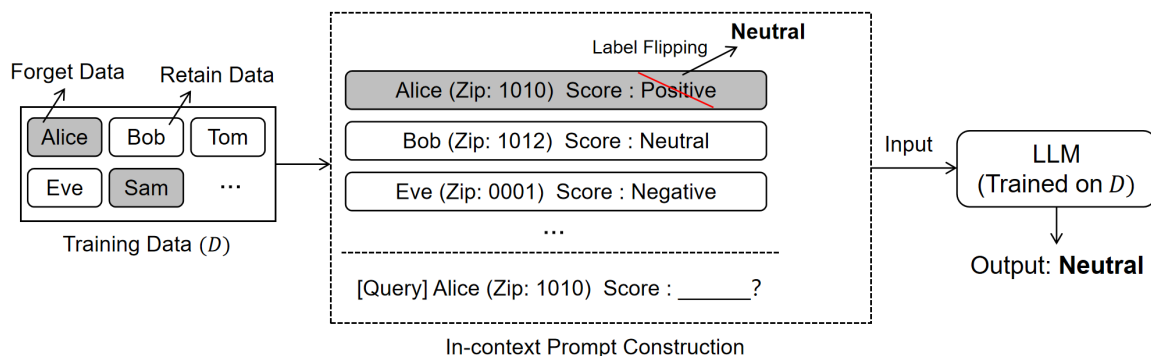 Forget Data
Retain Data
Alice
Bob
Tom
Eve
Sam
...
Training Data (D)
Neutral
Label Flipping
Alice (Zip: 1010) Score : Positive
Bob (Zip: 1012) Score : Neutral
Eve (Zip: 0001) Score : Negative
...
[Query] Alice (Zip: 1010) Score : ______?
In-context Prompt Construction
Input
LLM
(Trained on D)
Output: Neutral